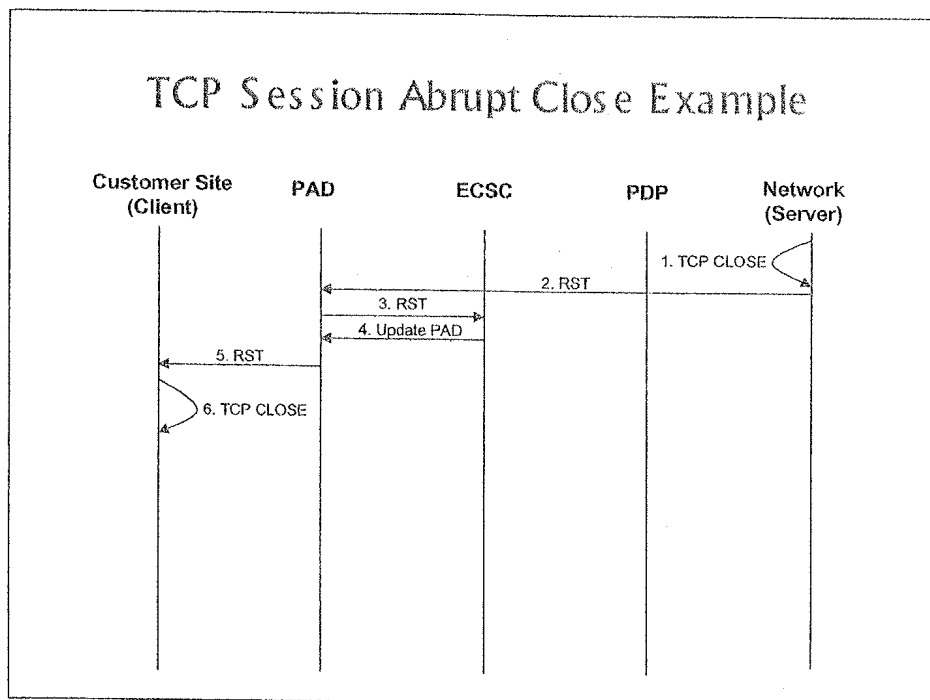 TCP Session Abrupt Close Example
Customer Site
(Client)
PAD
ECSC
PDP
Network
(Server)
1. TCP CLOSE
2. RST
3. RST
4. Update PAD
5. RST
6. TCP CLOSE